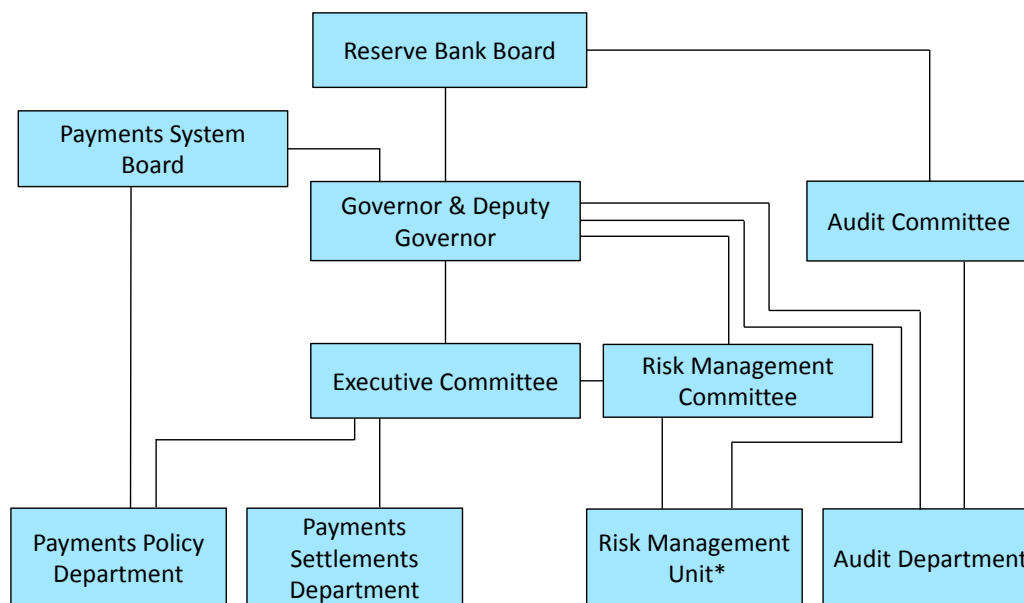 Reserve Bank Board
Payments System
Board
Governor & Deputy
Governor
Audit Committee
Executive Committee
Risk Management
Committee
Payments Policy
Department
Payments
Settlements
Department
Risk Management
Unit*
Audit Department